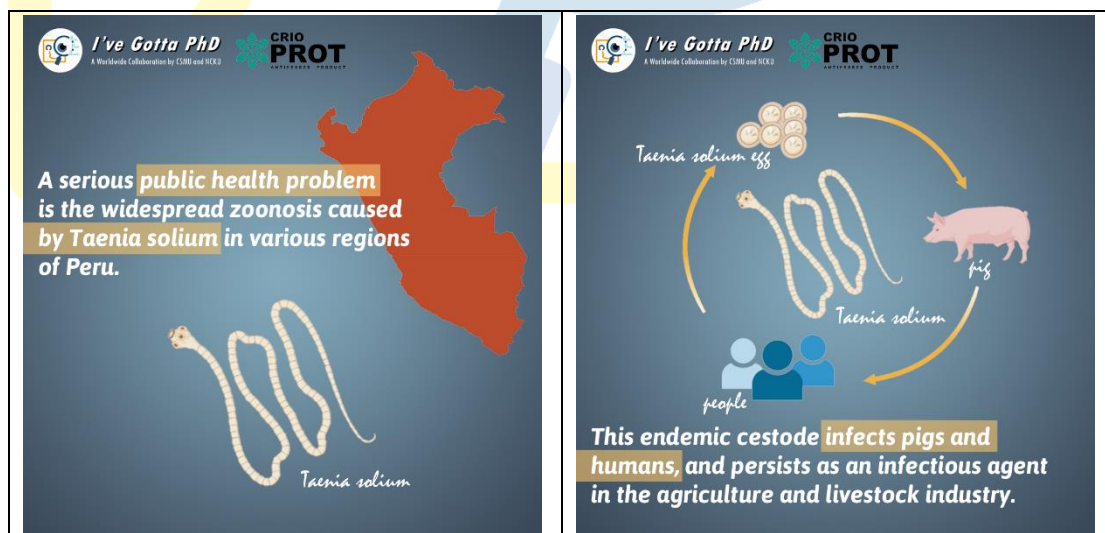 I've Gotta PhD
A Worldwide Collaboration by CSMU and NCKU
CRIO
PROT
ANTIFREEZE PRODUCT
A serious public health problem
is the widespread zoonosis caused
by Taenia solium in various regions
of Peru.
Taenia solium
I've Gotta PhD
A Worldwide Collaboration by CSMU and NCKU
CRIO
PROT
ANTIFREEZE PRODUCT
Taenia solium egg
pig
Taenia solium
people
This endemic cestode infects pigs and
humans, and persists as an infectious agent
in the agriculture and livestock industry.